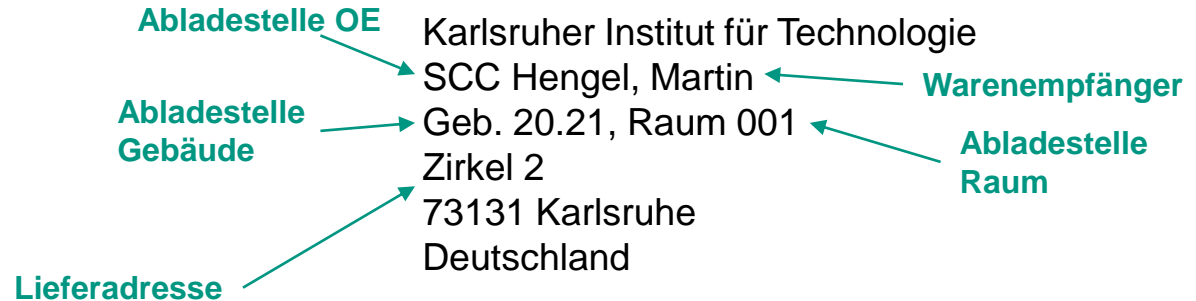 Abladestelle OE
Karlsruher Institut für Technologie
SCC Hengel, Martin
Warenempfänger
Abladestelle
Gebäude
Geb. 20.21, Raum 001
Abladestelle
Raum
Zirkel 2
73131 Karlsruhe
Deutschland
Lieferadresse